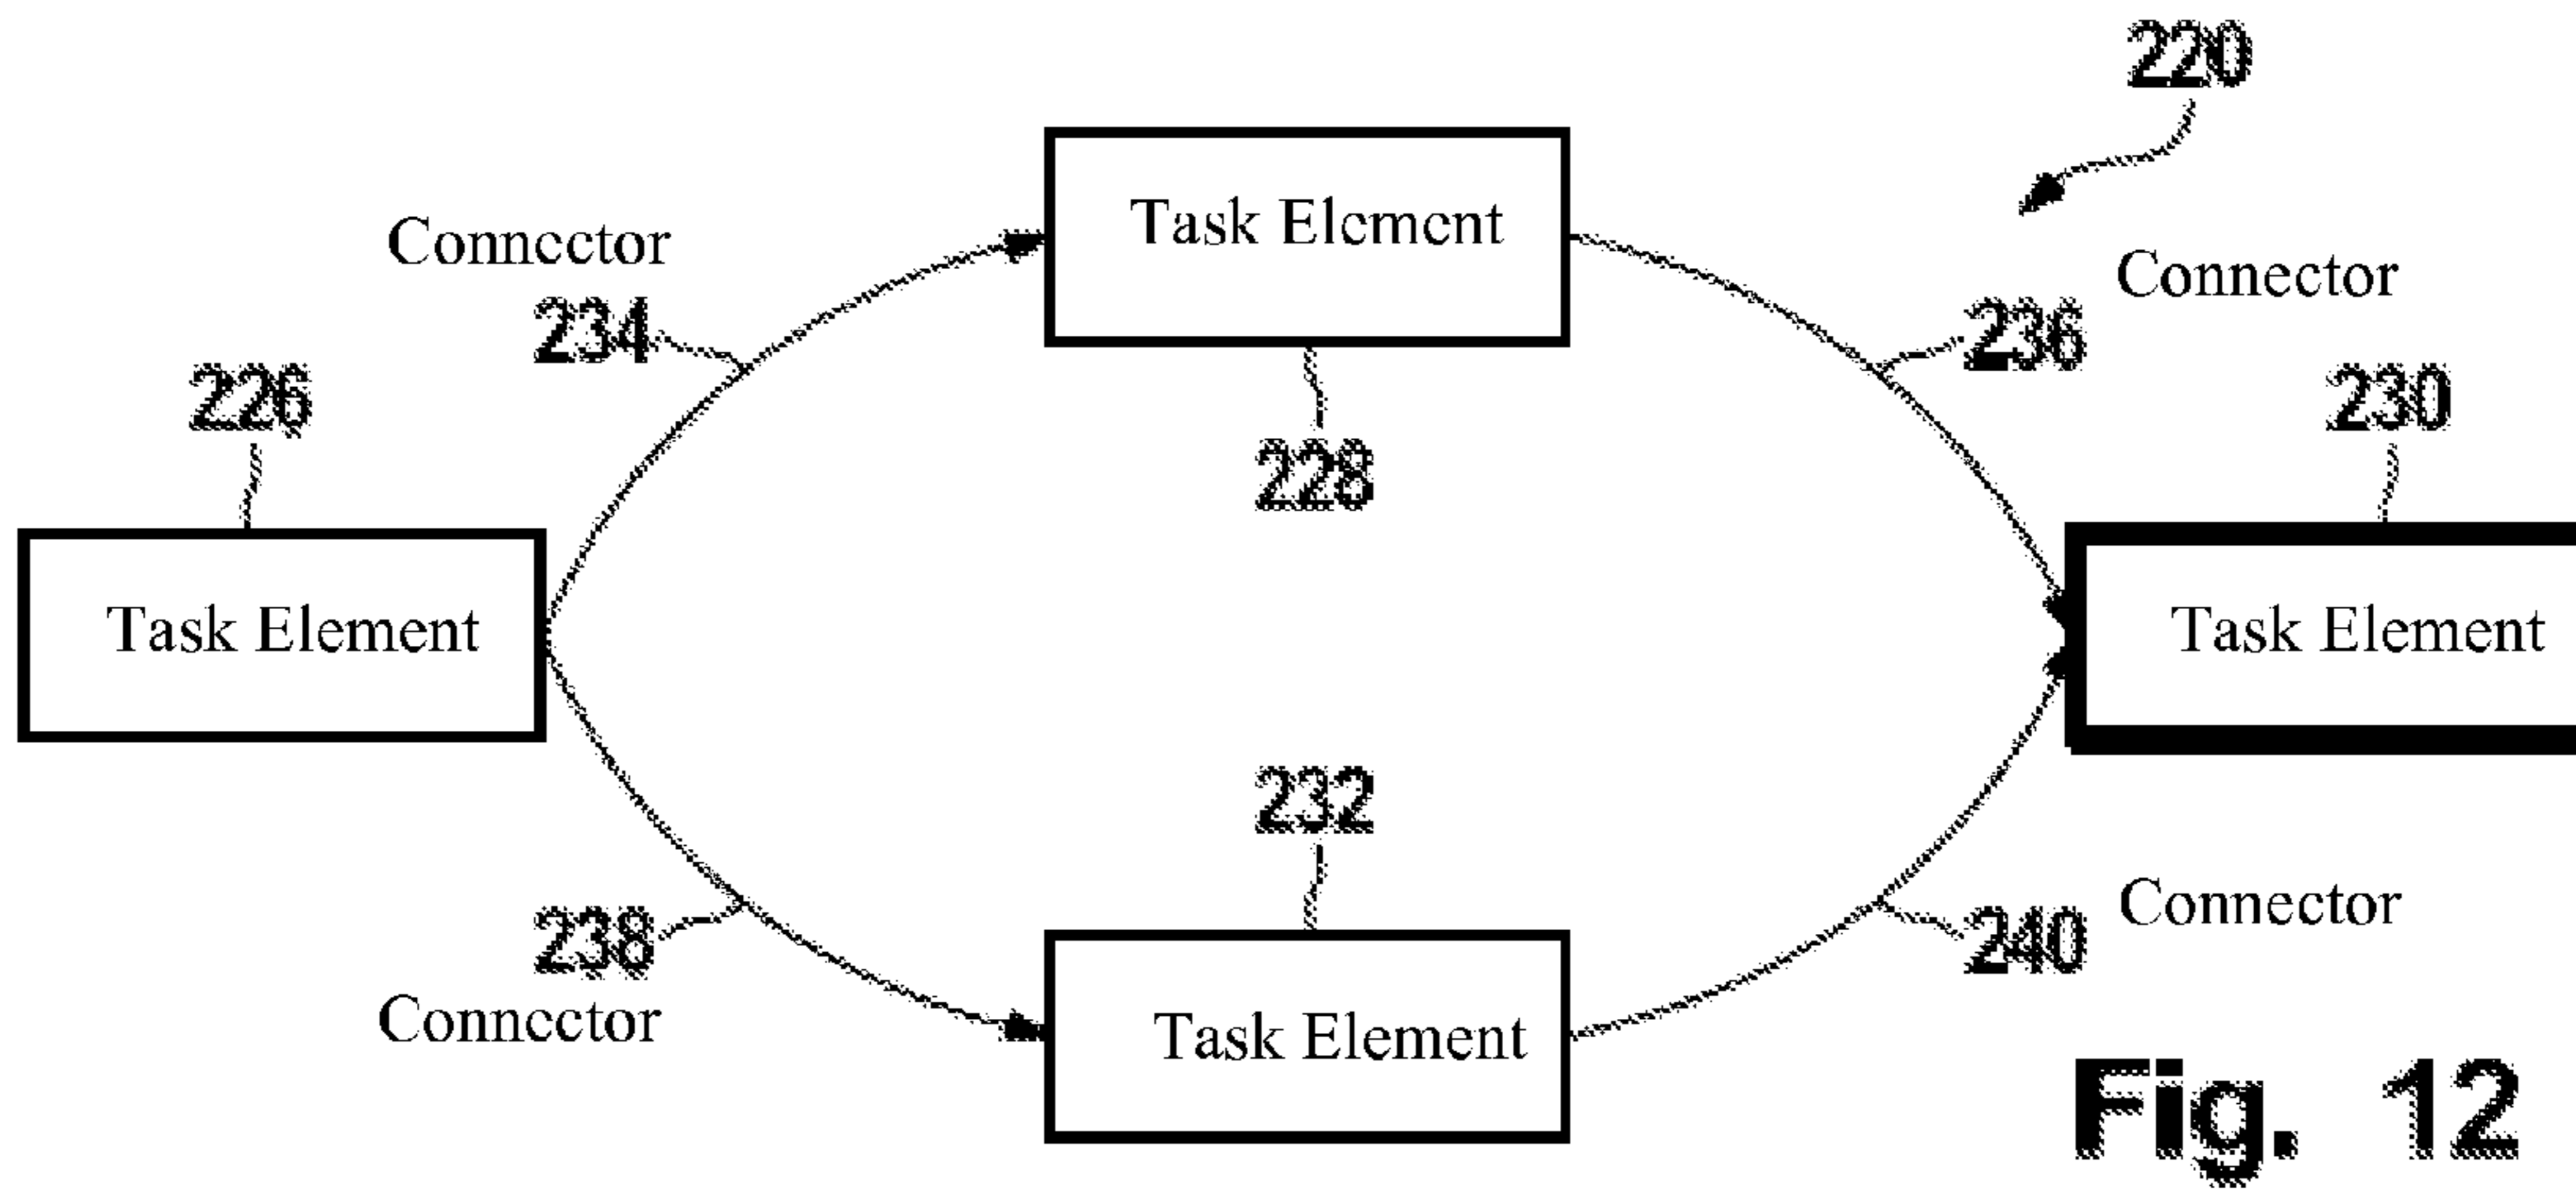 220
Connector
Task Element
Connector
234
236
226
230
228
Task Element
Task Element
232
238
240
Connector
Connector
Task Element
Fig. 12